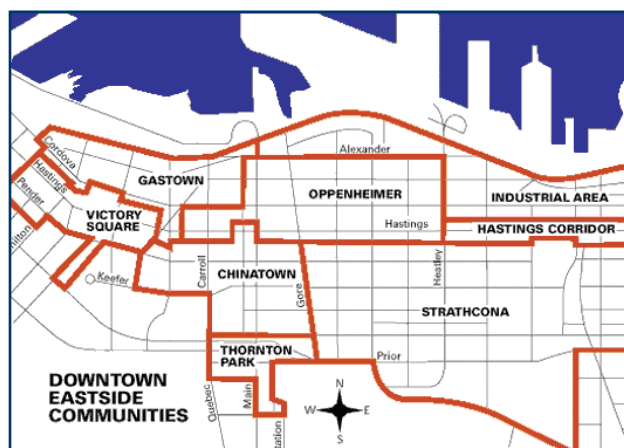 Alexander
Cordova
GASTOWN
Hastings
OPPENHEIMER
INDUSTRIAL AREA
Pender
VICTORY
SQUARE
Hastings
HASTINGS CORRIDOR
Keefer
Carroll
CHINATOWN
Gore
Heatley
STRATHCONA
THORNTON
PARK
Prior
DOWNTOWN
EASTSIDE
COMMUNITIES
Quebec
Main
N
W E
S